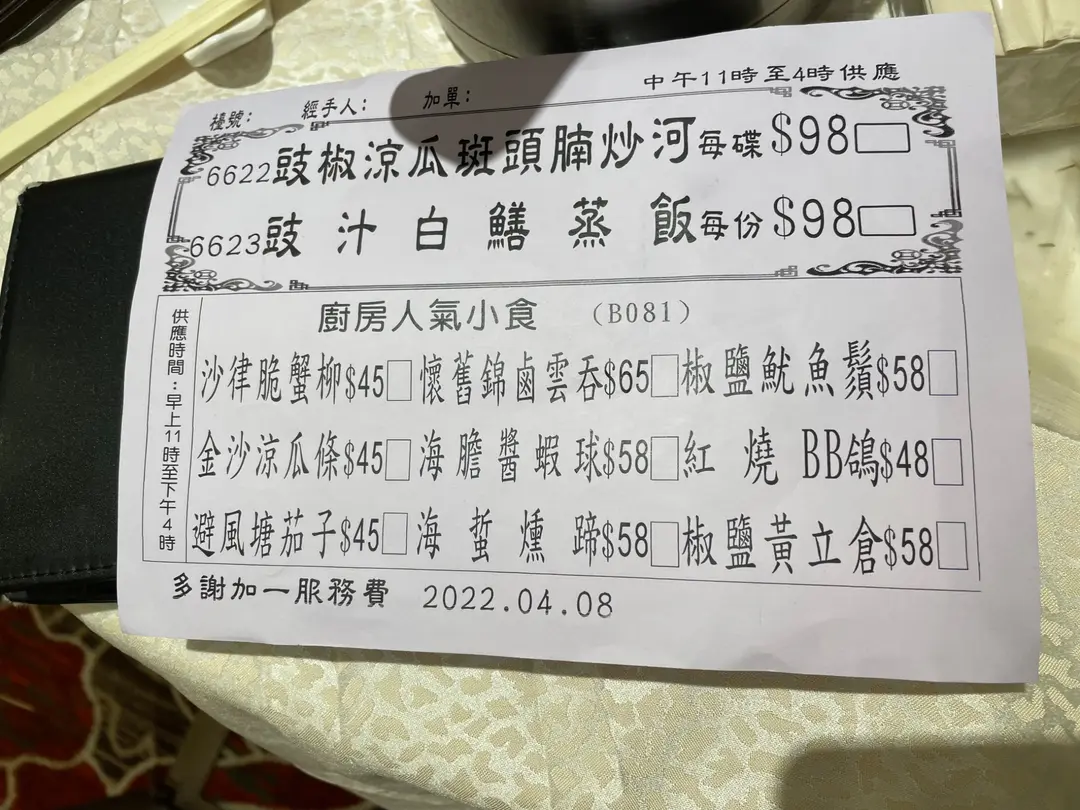 中午11時至4時供應
檯號: 經手人: 加單:
6622豉椒涼瓜斑頭腩炒河每碟$98
6623豉汁白鱔蒸飯每份$98
供應時間:早上11時至下午4時
廚房人氣小食 (B081)
沙律脆蟹柳$45 懷舊錦鹵雲吞$65 椒鹽魷魚鬚$58
金沙涼瓜條$45 海膽醬蝦球$58 紅燒BB鴿$48
避風塘茄子$45 海蜇燻蹄$58 椒鹽黃立倉$58
多謝加一服務費 2022.04.08